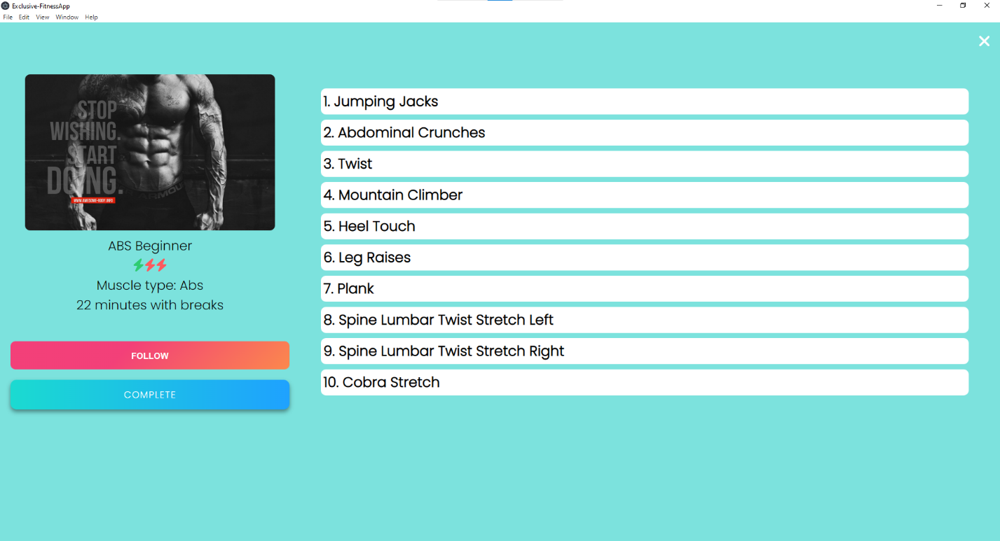 Exclusive-FitnessApp
File Edit View Window Help
STOP
WISHING.
START
DOING.
WWW.AWESOME-BODY.INFO
ABS Beginner
Muscle type: Abs
22 minutes with breaks
FOLLOW
COMPLETE
1. Jumping Jacks
2. Abdominal Crunches
3. Twist
4. Mountain Climber
5. Heel Touch
6. Leg Raises
7. Plank
8. Spine Lumbar Twist Stretch Left
9. Spine Lumbar Twist Stretch Right
10. Cobra Stretch